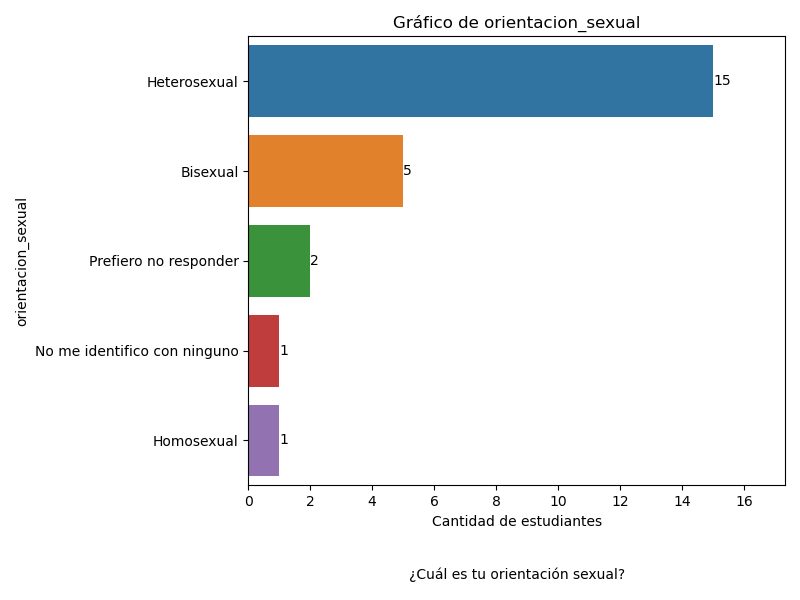 Gráfico de orientacion_sexual
orientacion_sexual
Heterosexual
15
Bisexual
5
Prefiero no responder
2
No me identifico con ninguno
1
Homosexual
1
0 2 4 6 8 10 12 14 16
Cantidad de estudiantes
¿Cuál es tu orientación sexual?